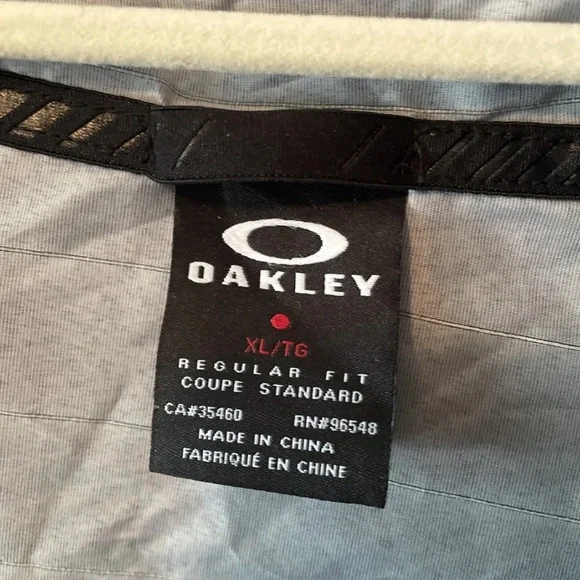 OAKLEY
XL/TG
REGULAR FIT
COUPE STANDARD
CA#35460 RN#96548
MADE IN CHINA
FABRIQUÉ EN CHINE